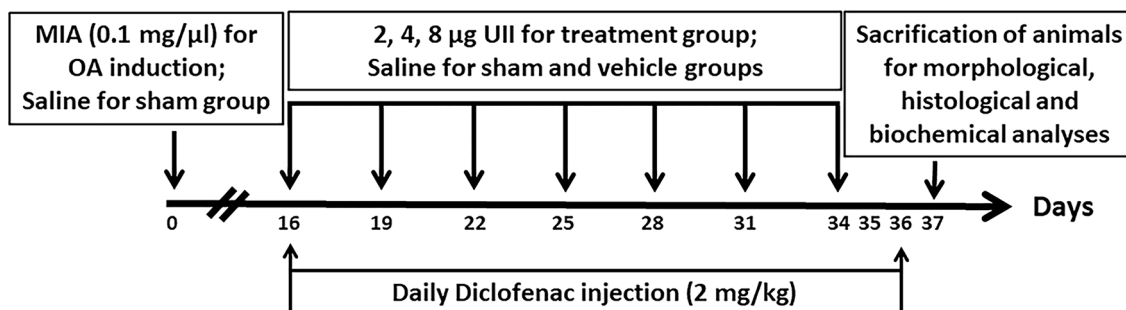 MIA (0.1 mg/µl) for
OA induction;
Saline for sham group
2, 4, 8 µg UII for treatment group;
Saline for sham and vehicle groups
Sacrification of animals
for morphological,
histological and
biochemical analyses
0 16 19 22 25 28 31 34 35 36 37 Days
Daily Diclofenac injection (2 mg/kg)